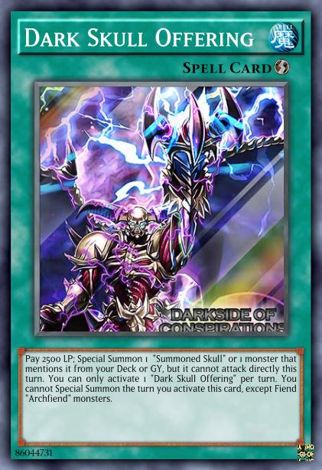 DARK SKULL OFFERING
魔
SPELL CARD
DARKSIDE OF
CONSPIRATIONS
Pay 2500 LP; Special Summon 1 "Summoned Skull" or 1 monster that
mentions it from your Deck or GY, but it cannot attack directly this
turn. You can only activate 1 "Dark Skull Offering" per turn. You
cannot Special Summon the turn you activate this card, except Fiend
"Archfiend" monsters.
86044731